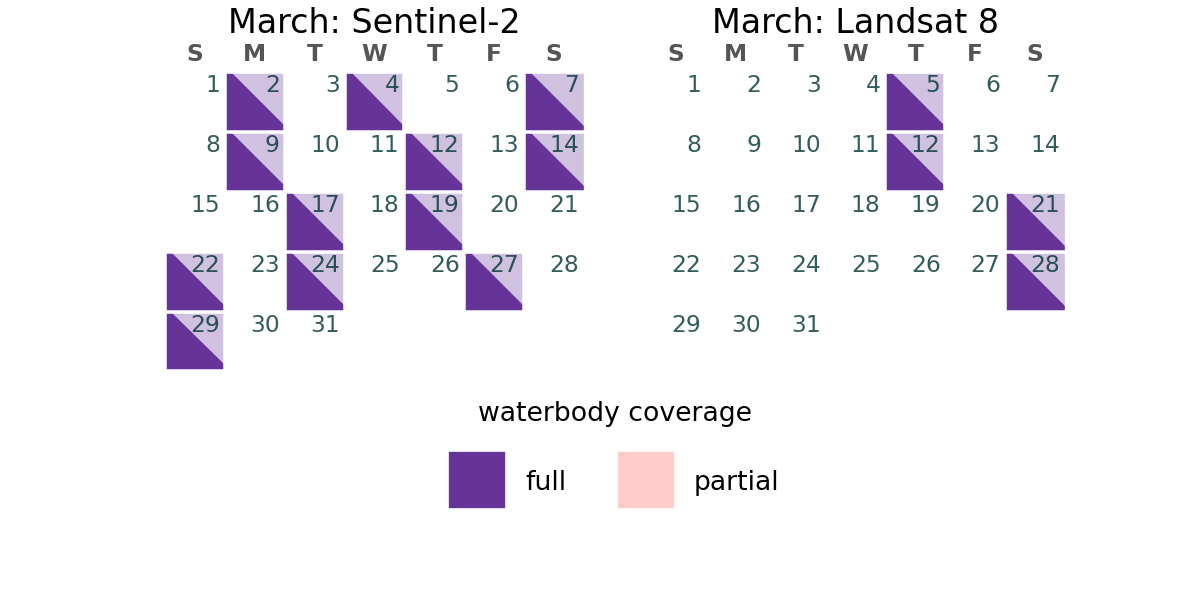 March: Sentinel-2
S M T W T F S
1 2 3 4 5 6 7
8 9 10 11 12 13 14
15 16 17 18 19 20 21
22 23 24 25 26 27 28
29 30 31
March: Landsat 8
S M T W T F S
1 2 3 4 5 6 7
8 9 10 11 12 13 14
15 16 17 18 19 20 21
22 23 24 25 26 27 28
29 30 31
waterbody coverage
full
partial